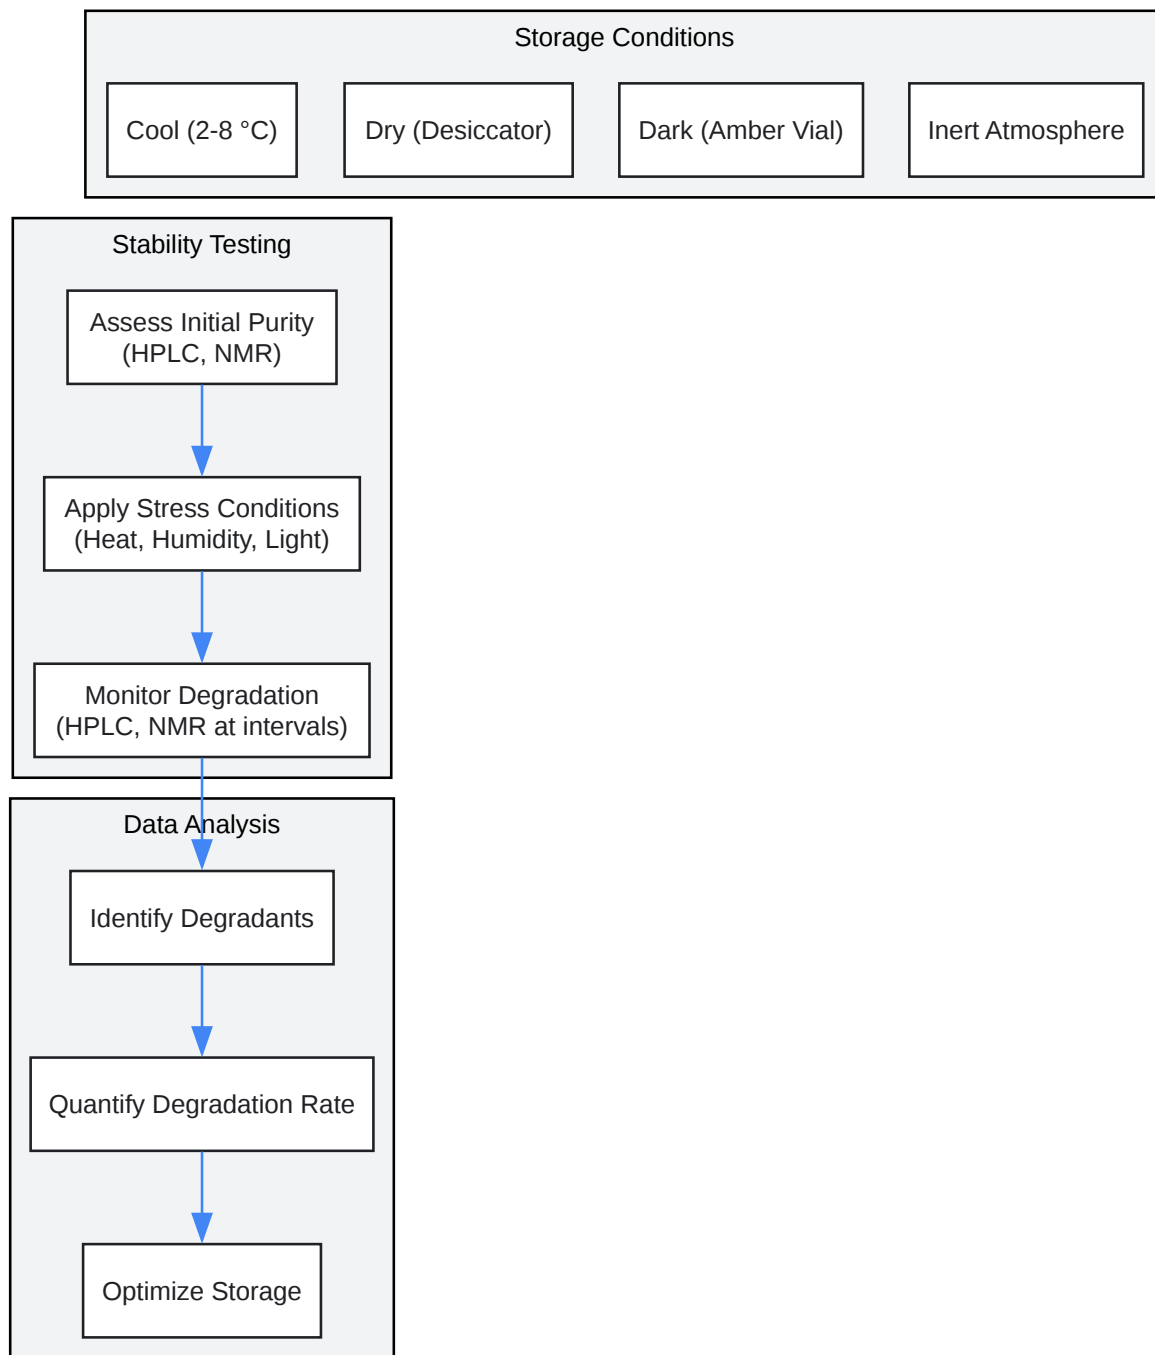 Storage Conditions
Cool (2-8 °C)
Dry (Desiccator)
Dark (Amber Vial)
Inert Atmosphere
Stability Testing
Assess Initial Purity
(HPLC, NMR)
Apply Stress Conditions
(Heat, Humidity, Light)
Monitor Degradation
(HPLC, NMR at intervals)
Data Analysis
Identify Degradants
Quantify Degradation Rate
Optimize Storage